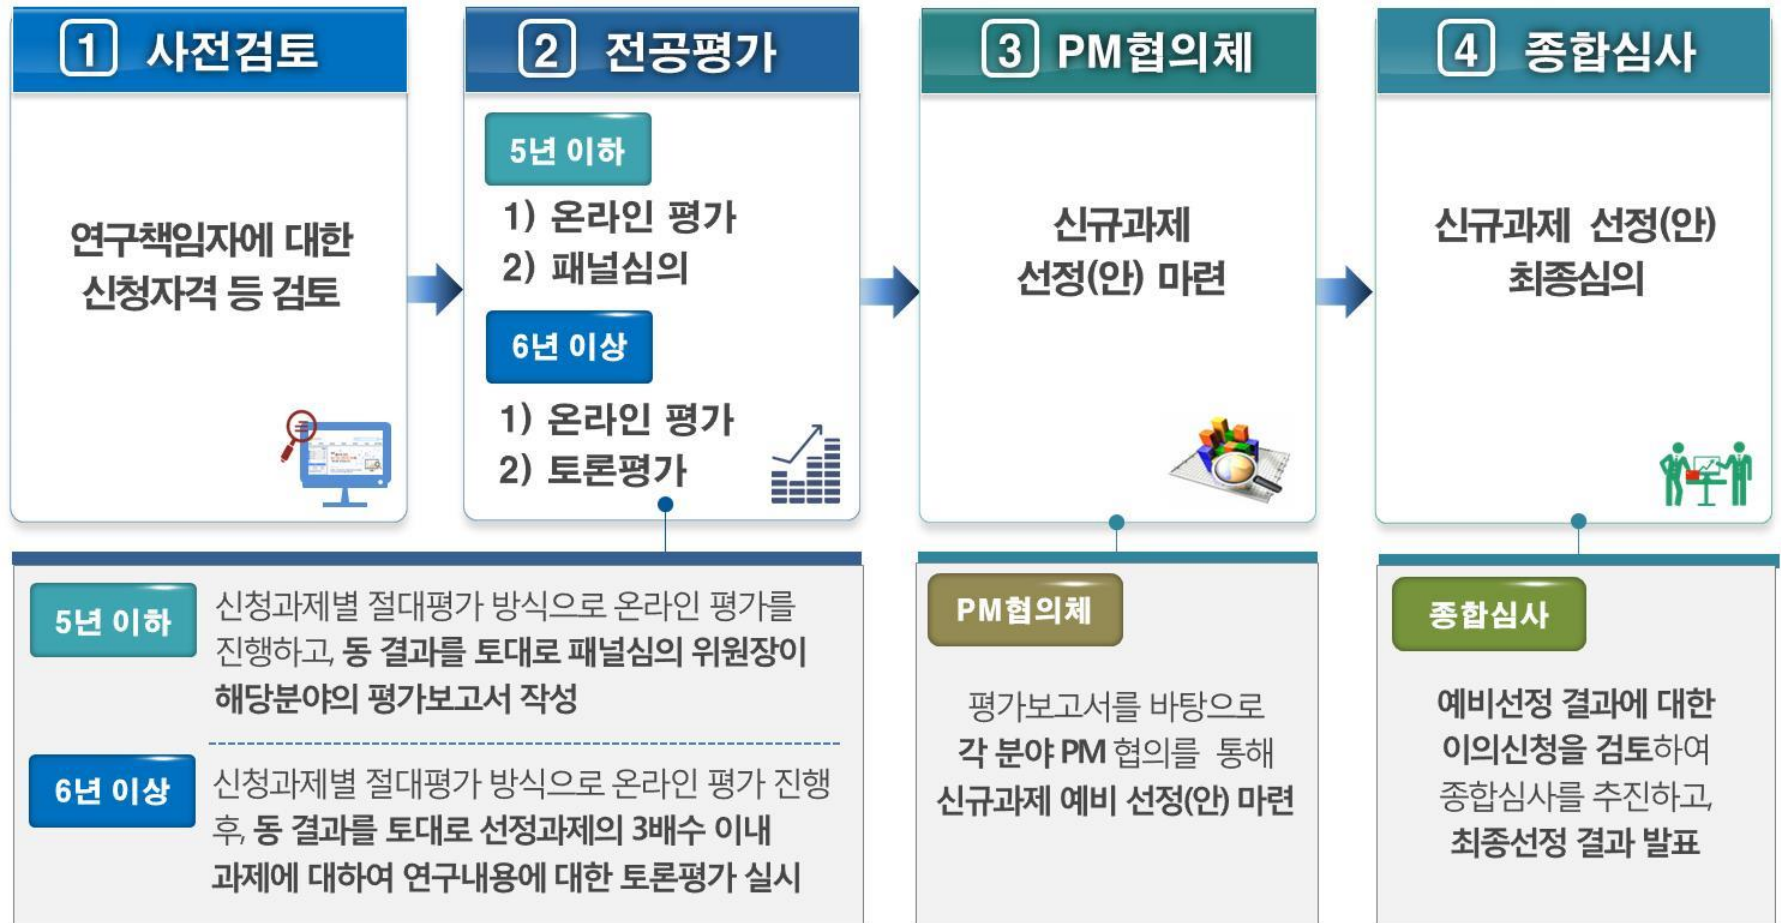 1 사전검토
연구책임자에 대한
신청자격 등 검토
2 전공평가
5년 이하
1) 온라인 평가
2) 패널심의
6년 이상
1) 온라인 평가
2) 토론평가
3 PM협의체
신규과제
선정(안) 마련
4 종합심사
신규과제 선정(안)
최종심의
5년 이하
신청과제별 절대평가 방식으로 온라인 평가를
진행하고, 동 결과를 토대로 패널심의 위원장이
해당분야의 평가보고서 작성
6년 이상
신청과제별 절대평가 방식으로 온라인 평가 진행
후, 동 결과를 토대로 선정과제의 3배수 이내
과제에 대하여 연구내용에 대한 토론평가 실시
PM협의체
평가보고서를 바탕으로
각 분야 PM 협의를 통해
신규과제 예비 선정(안) 마련
종합심사
예비선정 결과에 대한
이의신청을 검토하여
종합심사를 추진하고,
최종선정 결과 발표